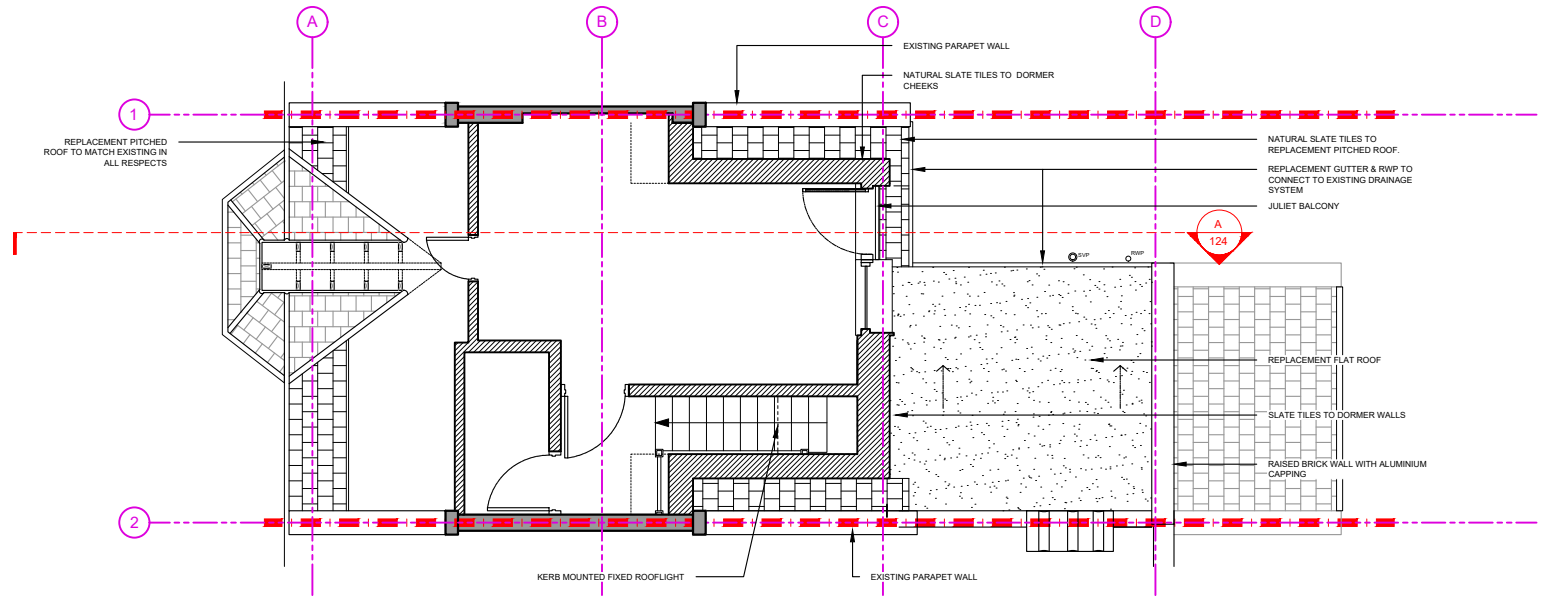 A
B
C
D
EXISTING PARAPET WALL
NATURAL SLATE TILES TO DORMER
CHEEKS
1
REPLACEMENT PITCHED
ROOF TO MATCH EXISTING IN
ALL RESPECTS
NATURAL SLATE TILES TO
REPLACEMENT PITCHED ROOF.
REPLACEMENT GUTTER & RWP TO
CONNECT TO EXISTING DRAINAGE
SYSTEM
JULIET BALCONY
A
124
SVP
RWP
REPLACEMENT FLAT ROOF
SLATE TILES TO DORMER WALLS
RAISED BRICK WALL WITH ALUMINIUM
CAPPING
2
KERB MOUNTED FIXED ROOFLIGHT
EXISTING PARAPET WALL